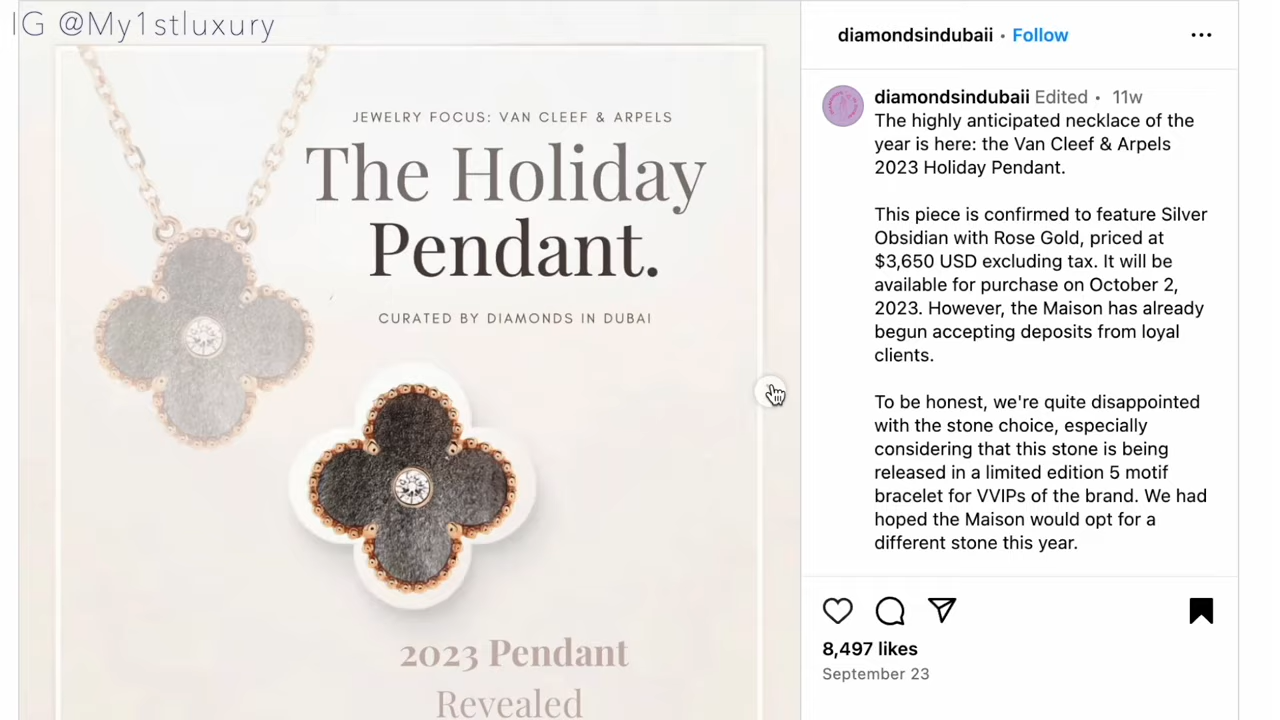 IG @My1stluxury
JEWELRY FOCUS: VAN CLEEF & ARPELS
The Holiday
Pendant.
CURATED BY DIAMONDS IN DUBAI
2023 Pendant
Revealed
diamondsindubaii • Follow
diamondsindubaii Edited • 11w
The highly anticipated necklace of the
year is here: the Van Cleef & Arpels
2023 Holiday Pendant.
This piece is confirmed to feature Silver
Obsidian with Rose Gold, priced at
$3,650 USD excluding tax. It will be
available for purchase on October 2,
2023. However, the Maison has already
begun accepting deposits from loyal
clients.
To be honest, we're quite disappointed
with the stone choice, especially
considering that this stone is being
released in a limited edition 5 motif
bracelet for VVIPs of the brand. We had
hoped the Maison would opt for a
different stone this year.
8,497 likes
September 23